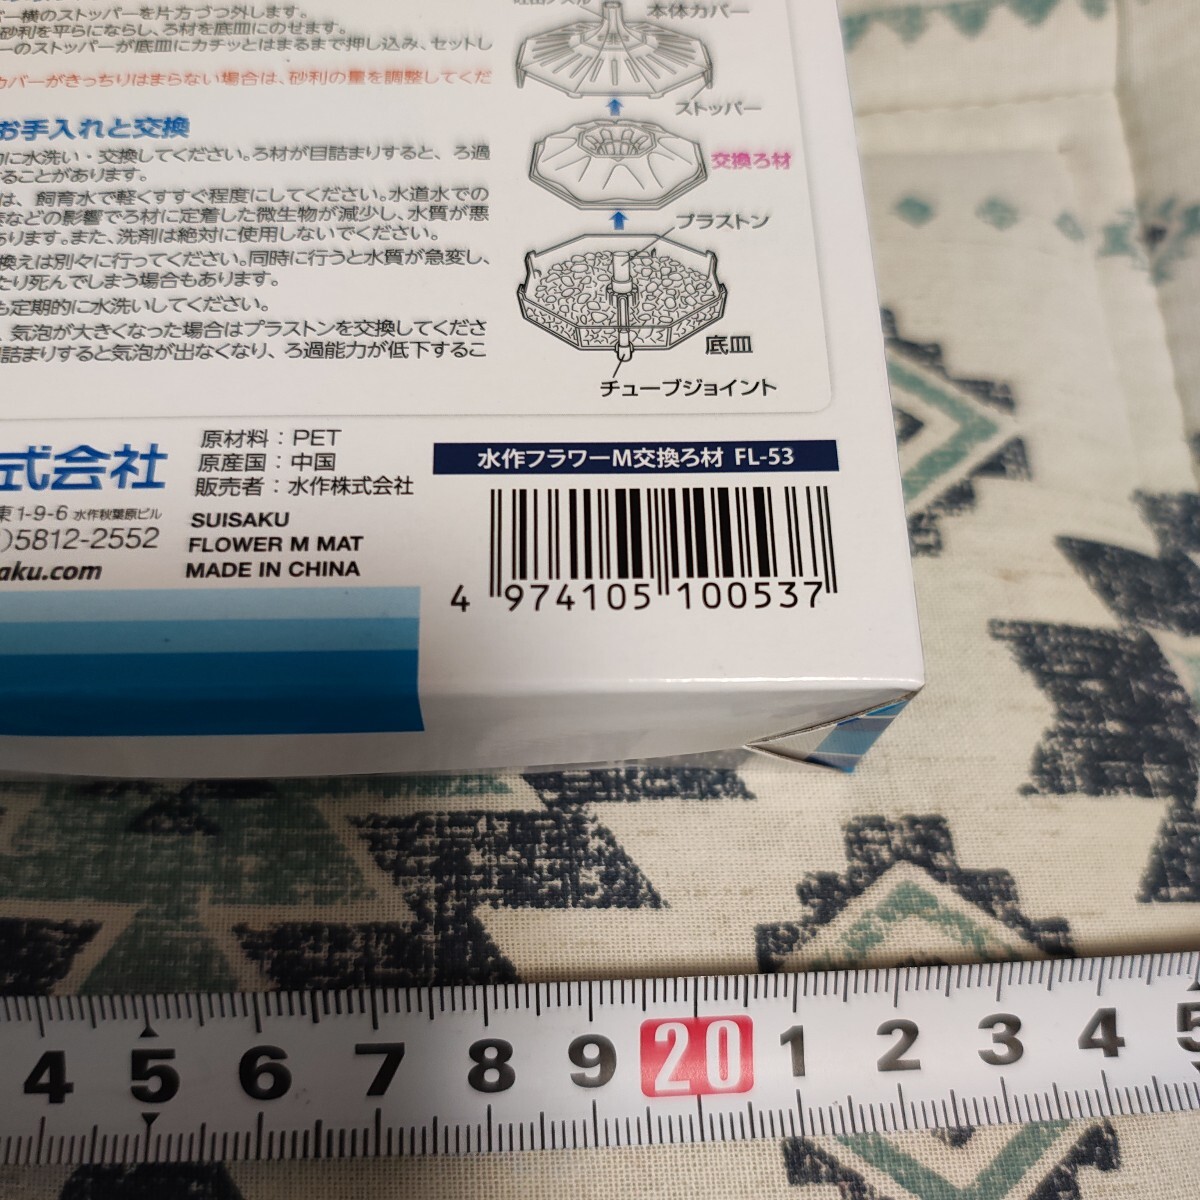 ー横のストッパーを片方づつ外します。
砂利を平らにならし、ろ材を底皿にのせます。
ーのストッパーが底皿にカチッとはまるまで押し込み、セットし
カバーがきっちりはまらない場合は、砂利の量を調整してくだ
お手入れと交換
的に水洗い・交換してください。ろ材が目詰まりすると、ろ過
することがあります。
は、飼育水で軽くすすぐ程度にしてください。水道水での
素などの影響でろ材に定着した微生物が減少し、水質が悪
あります。また、洗剤は絶対に使用しないでください。
換えは別々に行ってください。同時に行うと水質が急変し、
たり死んでしまう場合もあります。
も定期的に水洗いしてください。
、気泡が大きくなった場合はプラストンを交換してくださ
目詰まりすると気泡が出なくなり、ろ過能力が低下するこ
本体カバー
ストッパー
交換ろ材
プラストン
底皿
チューブジョイント
式会社
東1-9-6 水作秋葉原ビル
)5812-2552
aku.com
原材料：PET
原産国：中国
販売者：水作株式会社
SUISAKU
FLOWER M MAT
MADE IN CHINA
水作フラワーM交換ろ材 FL-53
4 974105 100537
4 5 6 7 8 9 20 1 2 3 4 5